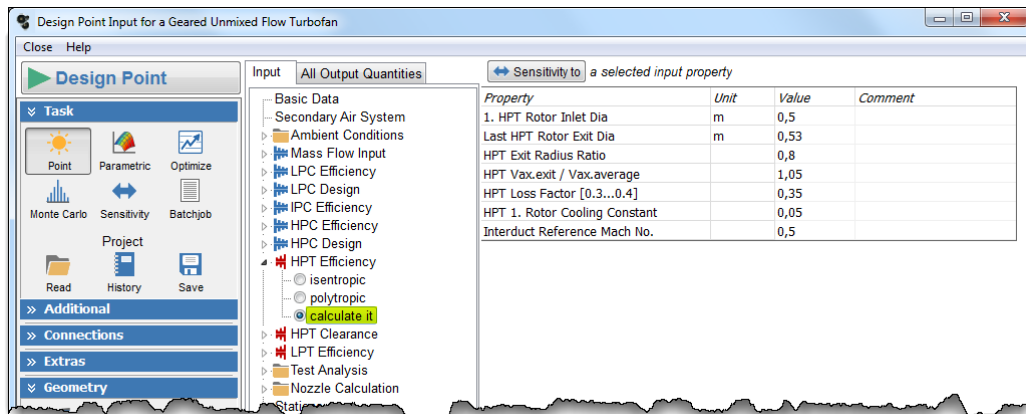 Design Point Input for a Geared Unmixed Flow Turbofan
Close Help
Design Point
Task
Point Parametric Optimize
Monte Carlo Sensitivity Batchjob
Project
Read History Save
Additional
Connections
Extras
Geometry
Input All Output Quantities
Basic Data
Secondary Air System
Ambient Conditions
Mass Flow Input
LPC Efficiency
LPC Design
IPC Efficiency
HPC Efficiency
HPC Design
HPT Efficiency
isentropic
polytropic
calculate it
HPT Clearance
LPT Efficiency
Test Analysis
Nozzle Calculation
Sensitivity to a selected input property
Property Unit Value Comment
1. HPT Rotor Inlet Dia m 0,5
Last HPT Rotor Exit Dia m 0,53
HPT Exit Radius Ratio 0,8
HPT Vax.exit / Vax.average 1,05
HPT Loss Factor [0.3...0.4] 0,35
HPT 1. Rotor Cooling Constant 0,05
Interduct Reference Mach No. 0,5